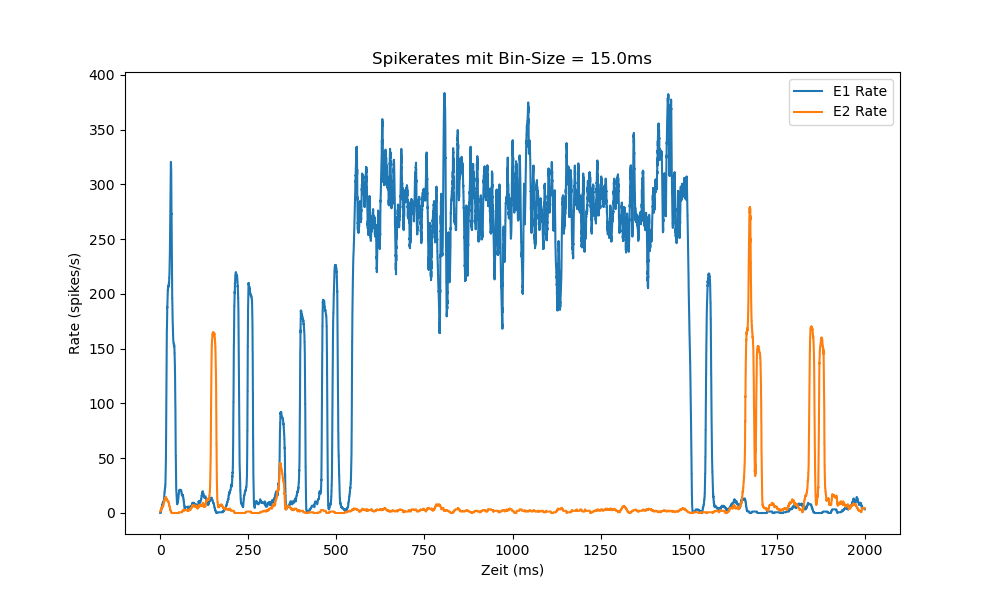 Spikerates mit Bin-Size = 15.0ms
E1 Rate
E2 Rate
Rate (spikes/s)
400
350
300
250
200
150
100
50
0
0 250 500 750 1000 1250 1500 1750 2000
Zeit (ms)